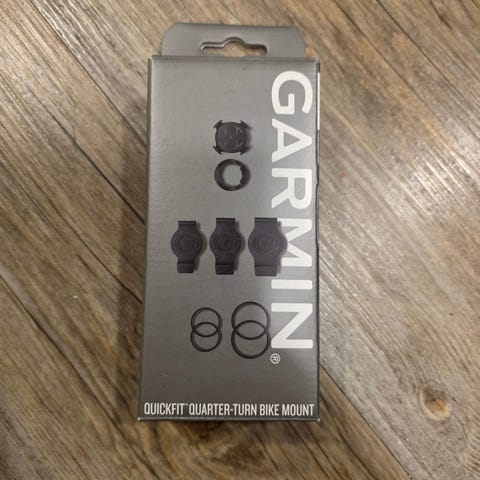 GARMIN®
QUICKFIT™ QUARTER-TURN BIKE MOUNT